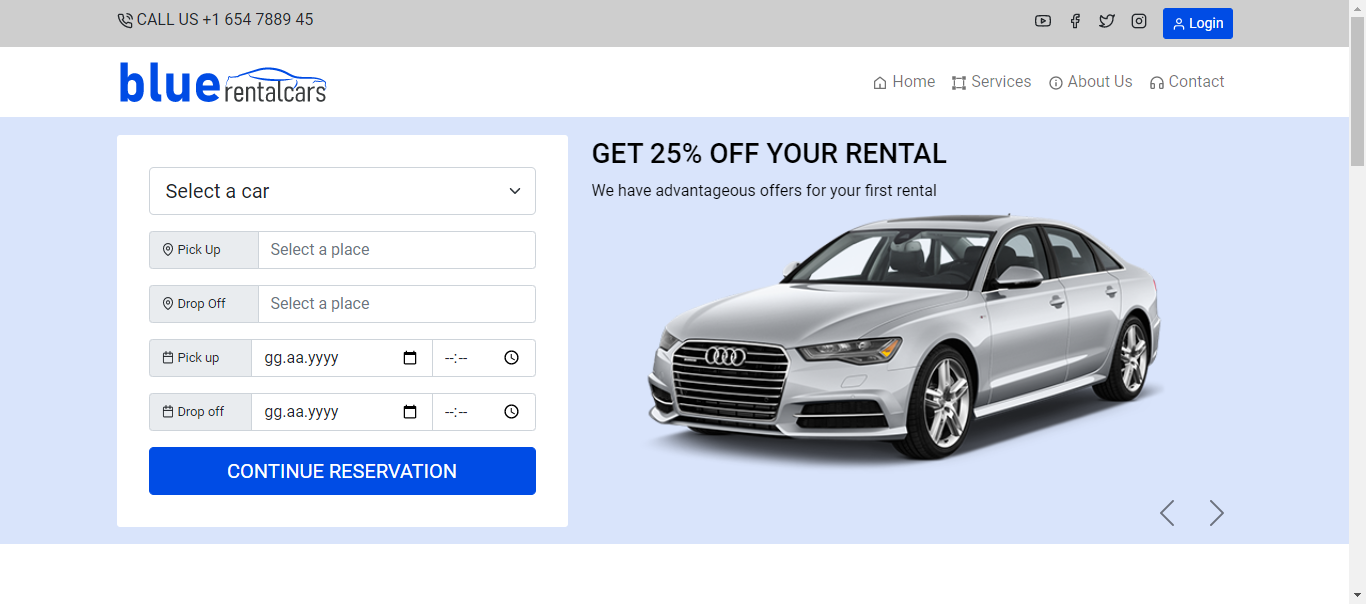 CALL US +1 654 7889 45
Login
blue rentalcars
Home Services About Us Contact
Select a car
Pick Up Select a place
Drop Off Select a place
Pick up gg.aa.yyyy --:--
Drop off gg.aa.yyyy --:--
CONTINUE RESERVATION
GET 25% OFF YOUR RENTAL
We have advantageous offers for your first rental